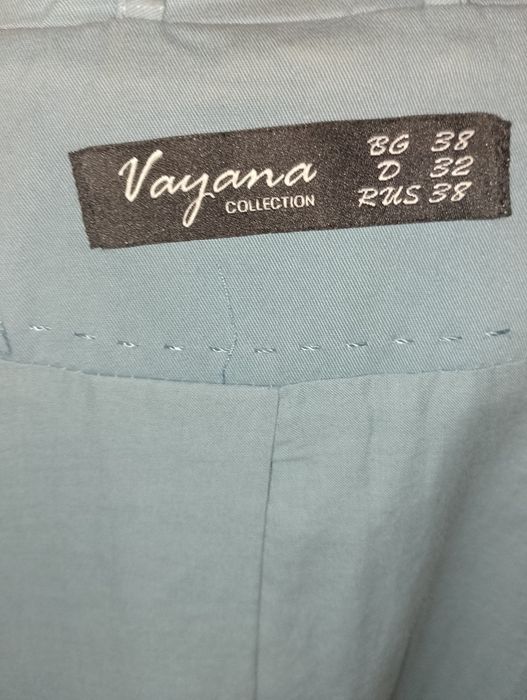 Vayana
COLLECTION
BG 38
D 32
RUS 38